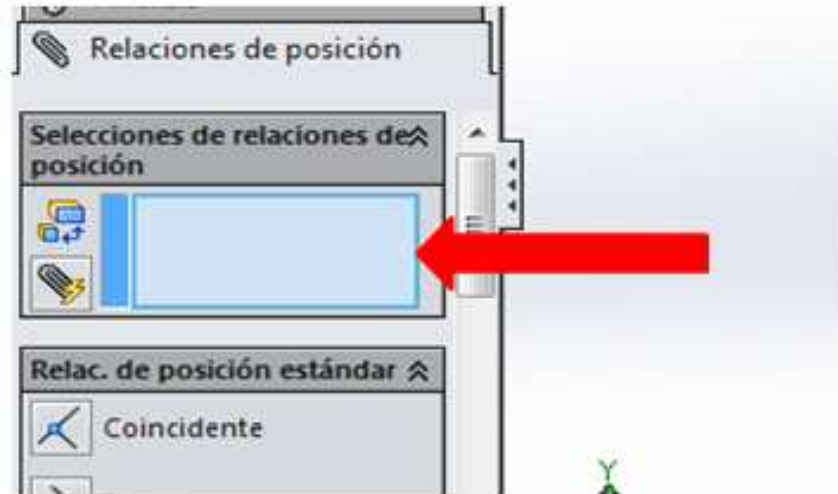 Relaciones de posición
Selecciones de relaciones de
posición
Relac. de posición estándar
Coincidente
Y